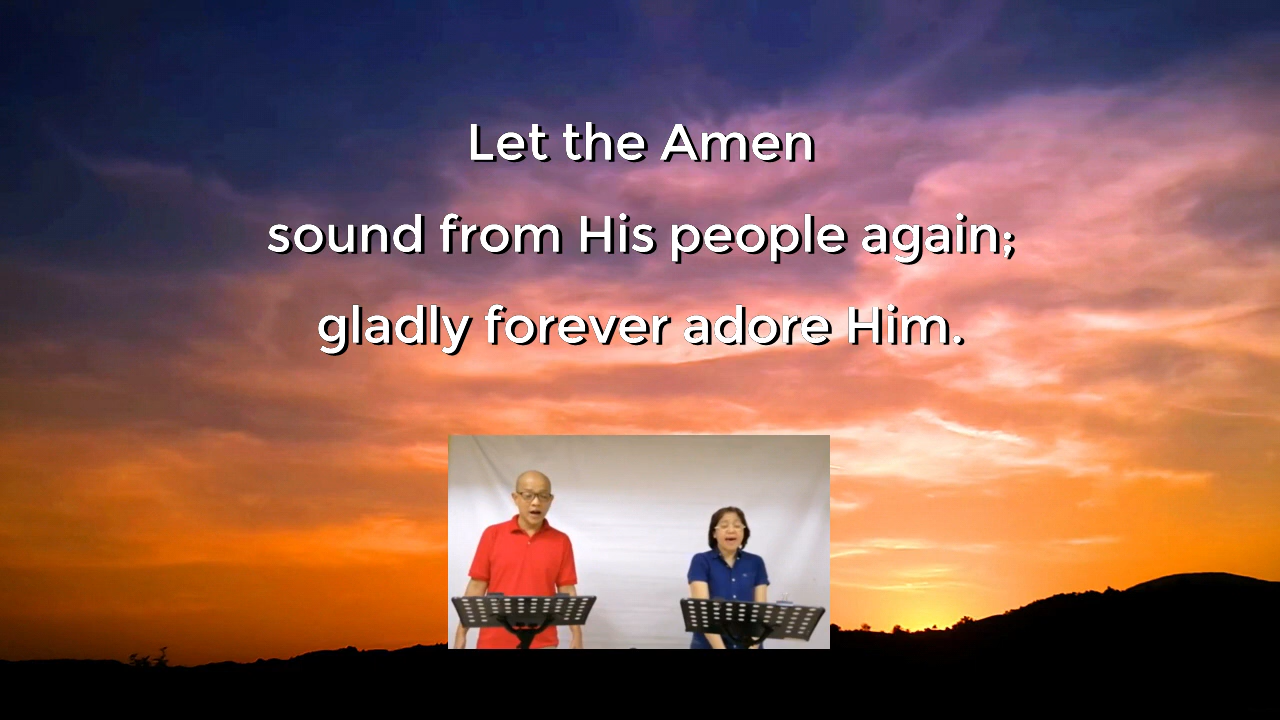 Let the Amen
sound from His people again;
gladly forever adore Him.